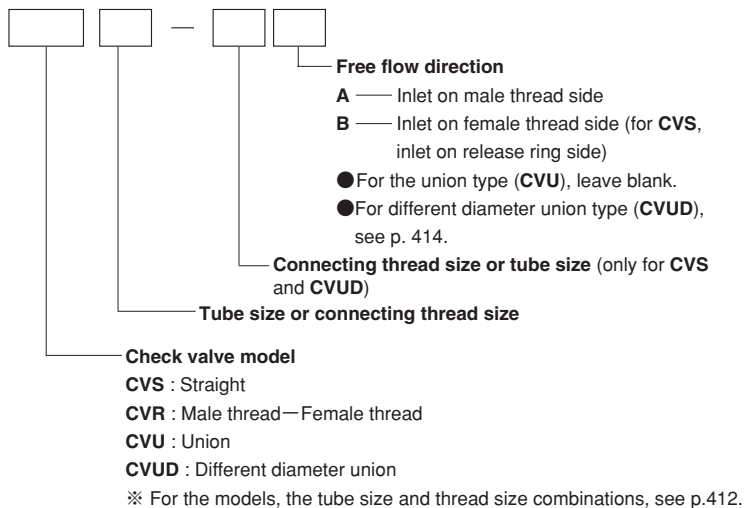 —
Free flow direction
A —— Inlet on male thread side
B —— Inlet on female thread side (for CVS,
inlet on release ring side)
●For the union type (CVU), leave blank.
●For different diameter union type (CVUD),
see p. 414.
Connecting thread size or tube size (only for CVS
and CVUD)
Tube size or connecting thread size
Check valve model
CVS : Straight
CVR : Male thread—Female thread
CVU : Union
CVUD : Different diameter union
※ For the models, the tube size and thread size combinations, see p.412.